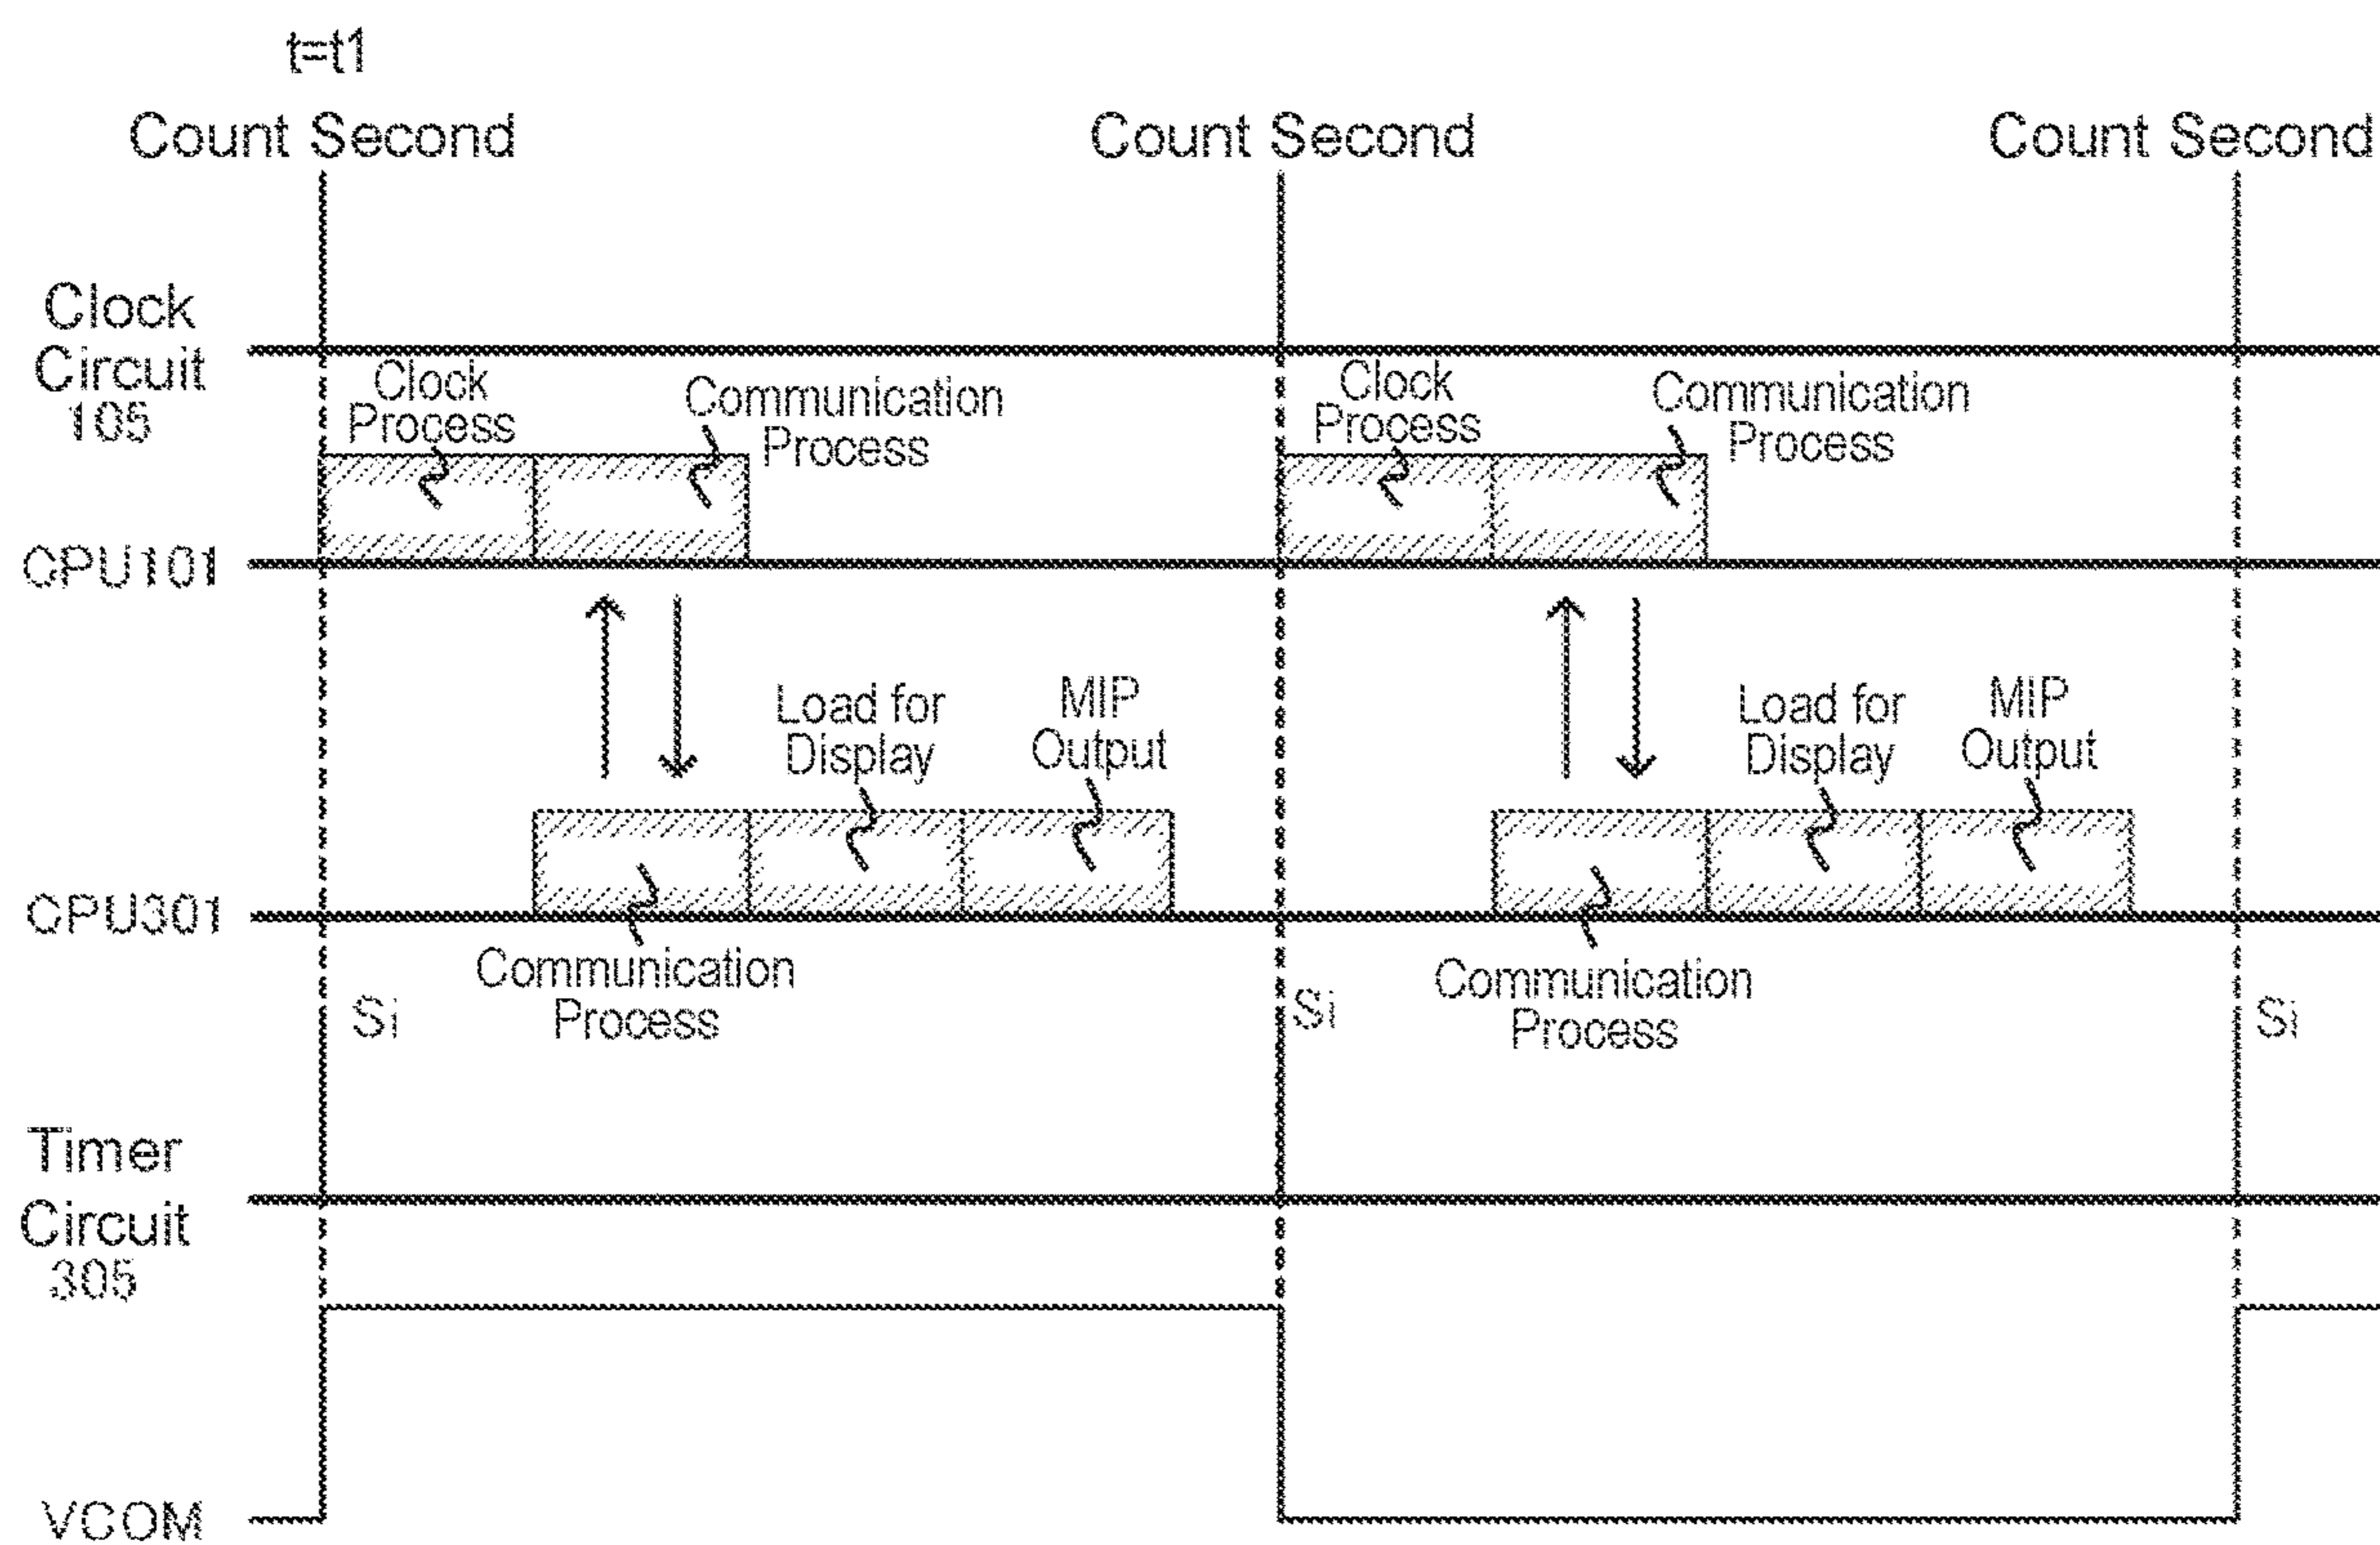 t=t1
Count Second
Count Second
Count Second
Clock
Circuit
105
Clock
Process
Communication
Process
Clock
Process
Communication
Process
CPU101
Load for
Display
MIP
Output
Load for
Display
MIP
Output
CPU301
Communication
Process
Communication
Process
Si
Si
Si
Timer
Circuit
305
VCOM